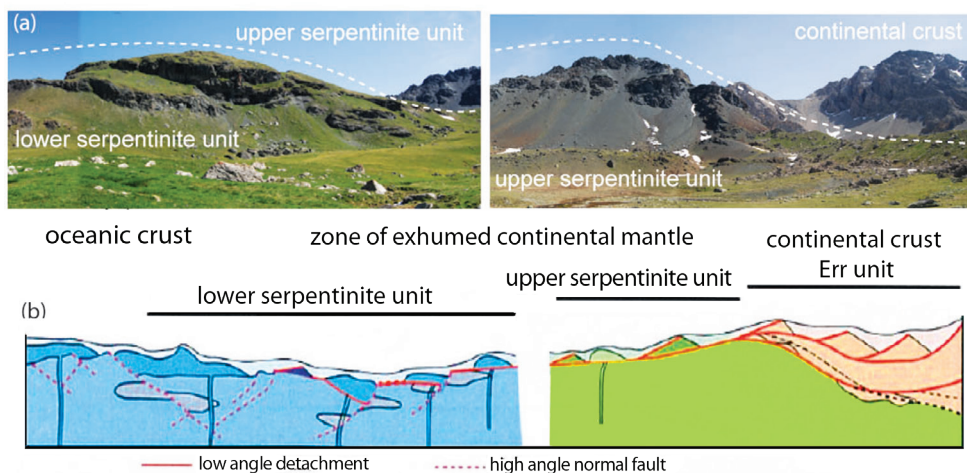 (a)
upper serpentinite unit
lower serpentinite unit
continental crust
upper serpentinite unit
oceanic crust
zone of exhumed continental mantle
continental crust
Err unit
lower serpentinite unit
upper serpentinite unit
(b)
low angle detachment
high angle normal fault